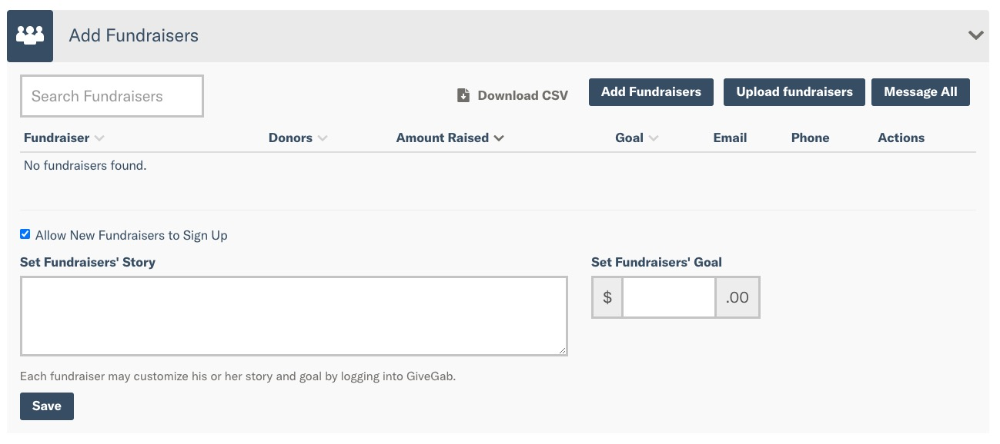 Add Fundraisers
Search Fundraisers
Download CSV
Add Fundraisers
Upload fundraisers
Message All
Fundraiser Donors Amount Raised Goal Email Phone Actions
No fundraisers found.
Allow New Fundraisers to Sign Up
Set Fundraisers' Story
Set Fundraisers' Goal
$ .00
Each fundraiser may customize his or her story and goal by logging into GiveGab.
Save